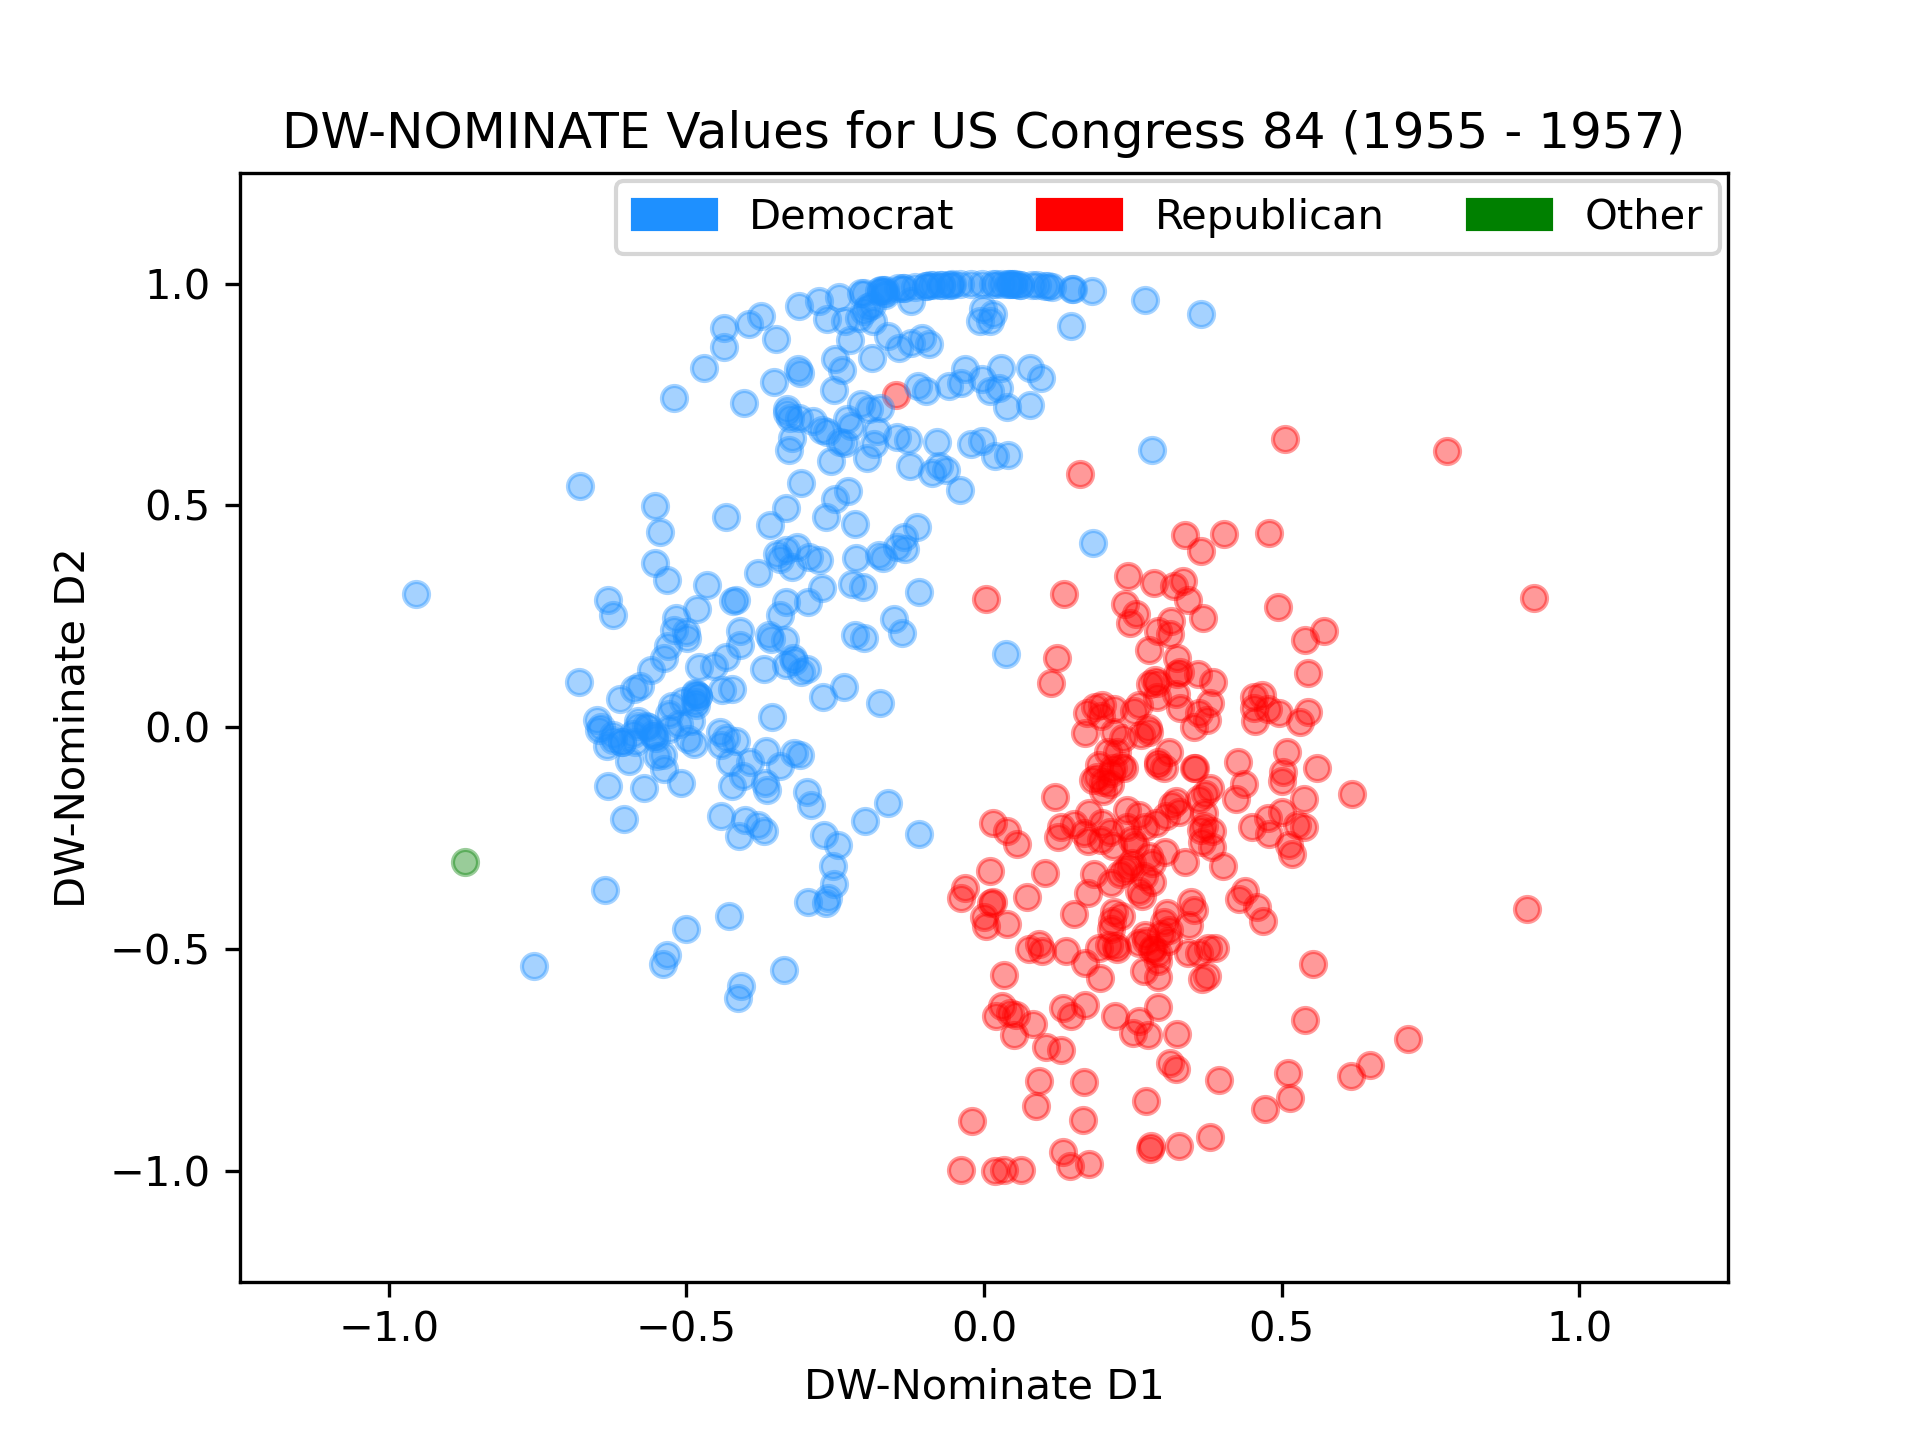 DW-NOMINATE Values for US Congress 84 (1955 - 1957)
Democrat Republican Other
1.0
0.5
0.0
−0.5
−1.0
DW-Nominate D2
−1.0 −0.5 0.0 0.5 1.0
DW-Nominate D1